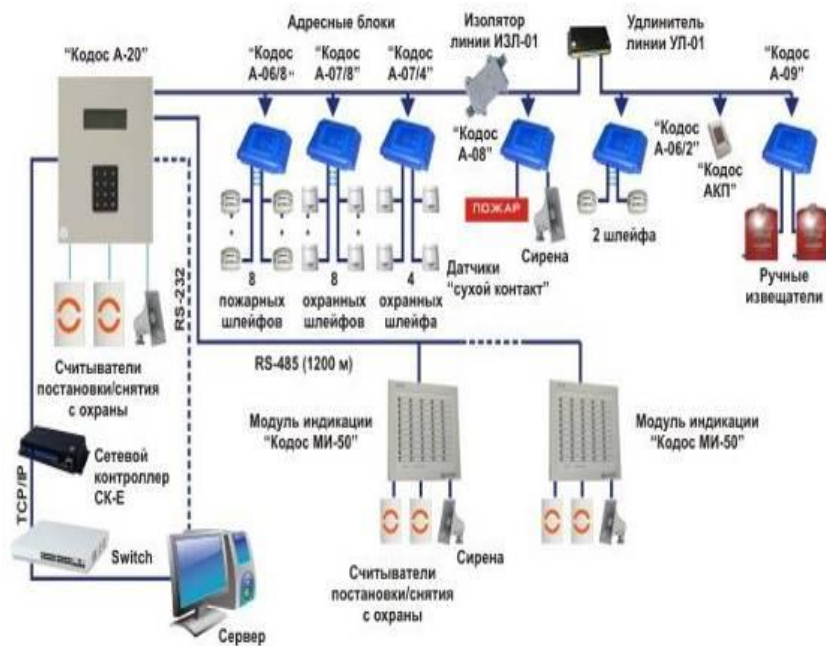 Адресные блоки
Изолятор
линии ИЗЛ-01
Удлинитель
линии УП-01
“Кодос А-20”
“Кодос
А-06/8“
“Кодос
А-07/8”
“Кодос
А-07/4”
“Кодос
А-08”
“Кодос
А-06/2”
“Кодос
АКП”
“Кодос
А-09”
ПОЖАР
Сирена
2 шлейфа
Ручные
извещатели
8
пожарных
шлейфов
8
охранных
шлейфов
4
охранных
шлейфа
Датчики
“сухой контакт”
RS-232
RS-485 (1200 м)
Считыватели
постановки/снятия
с охраны
Модуль индикации
“Кодос МИ-50”
Модуль индикации
“Кодос МИ-50”
Сетевой
контроллер
СК-Е
TCP/IP
Switch
Сервер
Сирена
Считыватели
постановки/снятия
с охраны